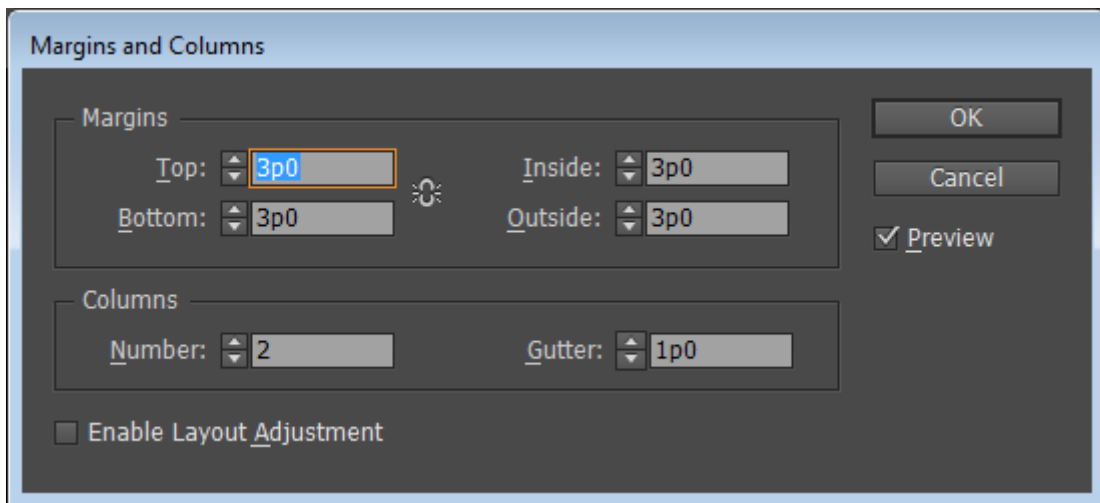 Margins and Columns
Margins
Top: 3p0
Inside: 3p0
Bottom: 3p0
Outside: 3p0
Columns
Number: 2
Gutter: 1p0
Enable Layout Adjustment
OK
Cancel
Preview